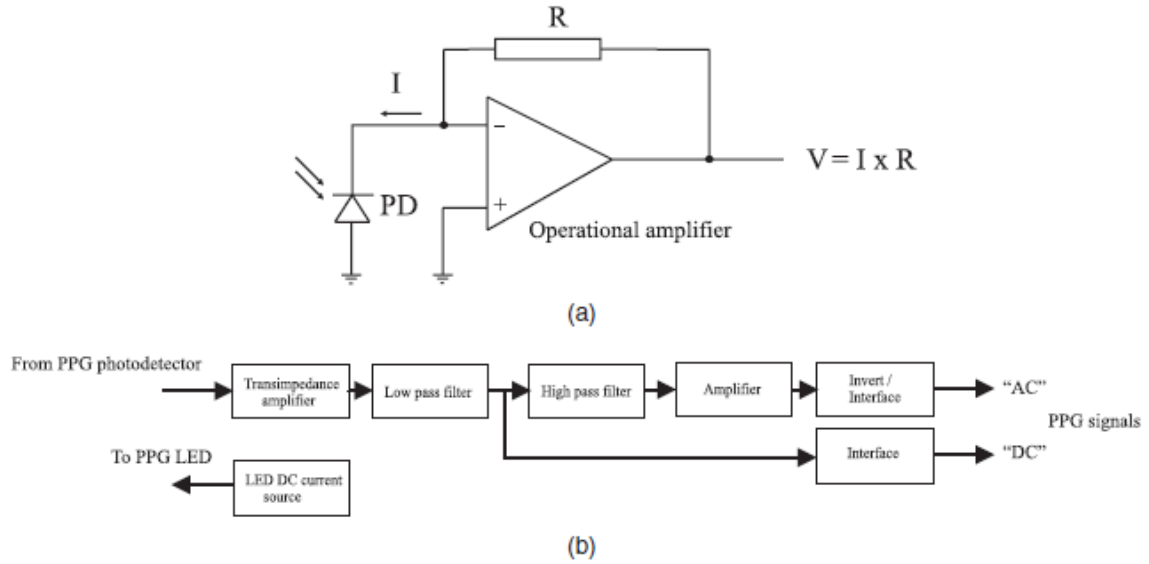 R
I
−
V = I x R
PD
+
Operational amplifier
(a)
From PPG photodetector
Transimpedance
amplifier
Low pass filter
High pass filter
Amplifier
Invert /
Interface
“AC”
PPG signals
To PPG LED
LED DC current
source
Interface
“DC”
(b)